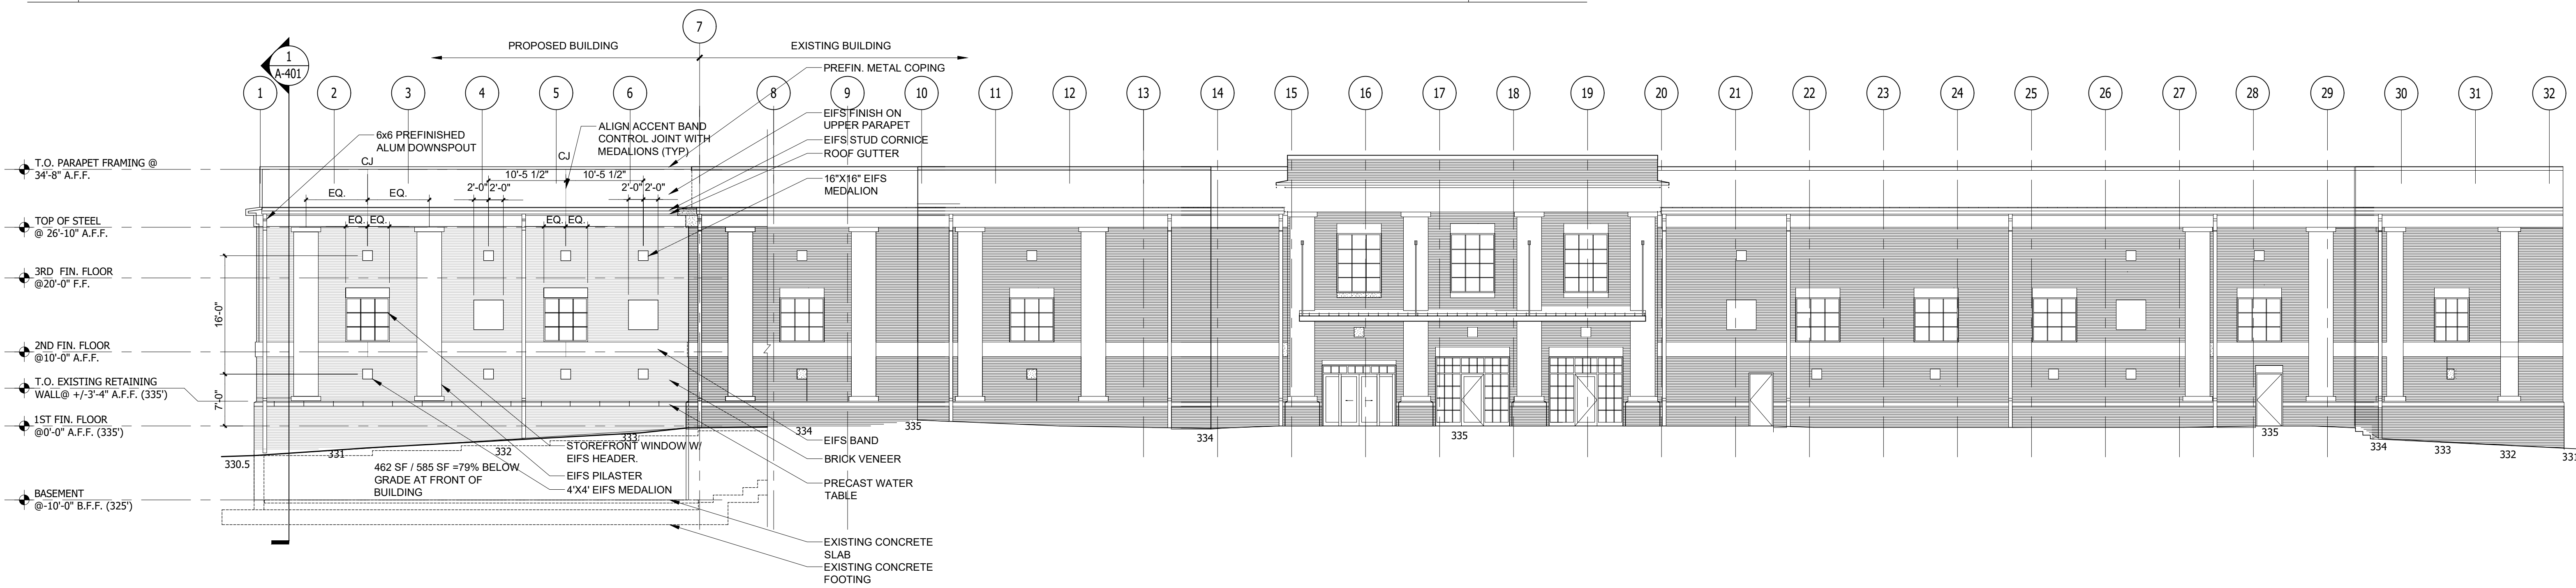 7
PROPOSED BUILDING
EXISTING BUILDING
1
A-401
PREFIN. METAL COPING
1
2
3
4
5
6
8
9
10
11
12
13
14
15
16
17
18
19
20
21
22
23
24
25
26
27
28
29
30
31
32
EIFS FINISH ON
UPPER PARAPET
EIFS STUD CORNICE
ROOF GUTTER
16"X16" EIFS
MEDALION
6x6 PREFINISHED
ALUM DOWNSPOUT
ALIGN ACCENT BAND
CONTROL JOINT WITH
MEDALIONS (TYP)
CJ
CJ
T.O. PARAPET FRAMING @
34'-8" A.F.F.
10'-5 1/2"
10'-5 1/2"
EQ.
EQ.
2'-0"
2'-0"
2'-0"
2'-0"
TOP OF STEEL
@ 26'-10" A.F.F.
EQ.
EQ.
EQ.
EQ.
3RD FIN. FLOOR
@20'-0" F.F.
16'-0"
2ND FIN. FLOOR
@10'-0" A.F.F.
T.O. EXISTING RETAINING
WALL@ +/-3'-4" A.F.F. (335')
7'-0"
1ST FIN. FLOOR
@0'-0" A.F.F. (335')
330.5
331
332
333
334
335
334
335
335
334
333
332
331
STOREFRONT WINDOW W/
EIFS HEADER.
EIFS PILASTER
4'X4' EIFS MEDALION
462 SF / 585 SF =79% BELOW
GRADE AT FRONT OF
BUILDING
EIFS BAND
BRICK VENEER
PRECAST WATER
TABLE
BASEMENT
@-10'-0" B.F.F. (325')
EXISTING CONCRETE
SLAB
EXISTING CONCRETE
FOOTING